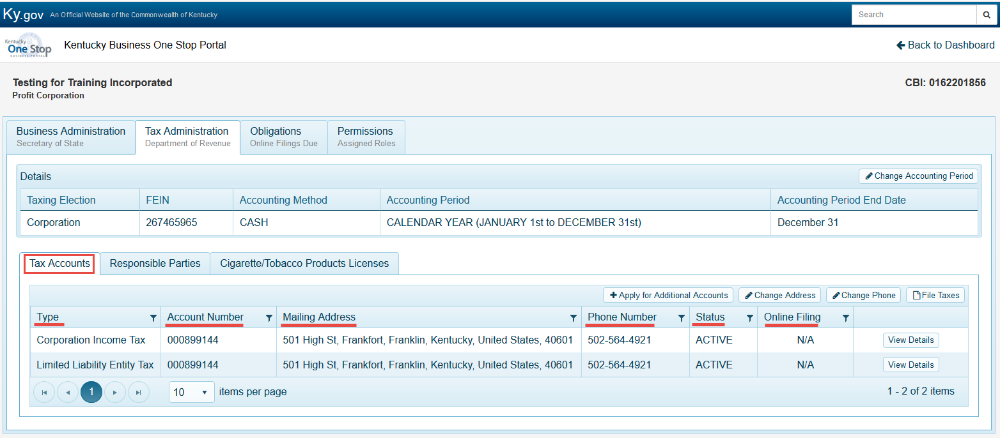 Ky.gov An Official Website of the Commonwealth of Kentucky Search
Kentucky One Stop BUSINESS PORTAL Kentucky Business One Stop Portal Back to Dashboard
Testing for Training Incorporated CBI: 0162201856
Profit Corporation
Business Administration Tax Administration Obligations Permissions
Secretary of State Department of Revenue Online Filings Due Assigned Roles
Details Change Accounting Period
Taxing Election FEIN Accounting Method Accounting Period Accounting Period End Date
Corporation 267465965 CASH CALENDAR YEAR (JANUARY 1st to DECEMBER 31st) December 31
Tax Accounts Responsible Parties Cigarette/Tobacco Products Licenses
Apply for Additional Accounts Change Address Change Phone File Taxes
Type Account Number Mailing Address Phone Number Status Online Filing
Corporation Income Tax 000899144 501 High St, Frankfort, Franklin, Kentucky, United States, 40601 502-564-4921 ACTIVE N/A View Details
Limited Liability Entity Tax 000899144 501 High St, Frankfort, Franklin, Kentucky, United States, 40601 502-564-4921 ACTIVE N/A View Details
1 10 items per page 1 - 2 of 2 items